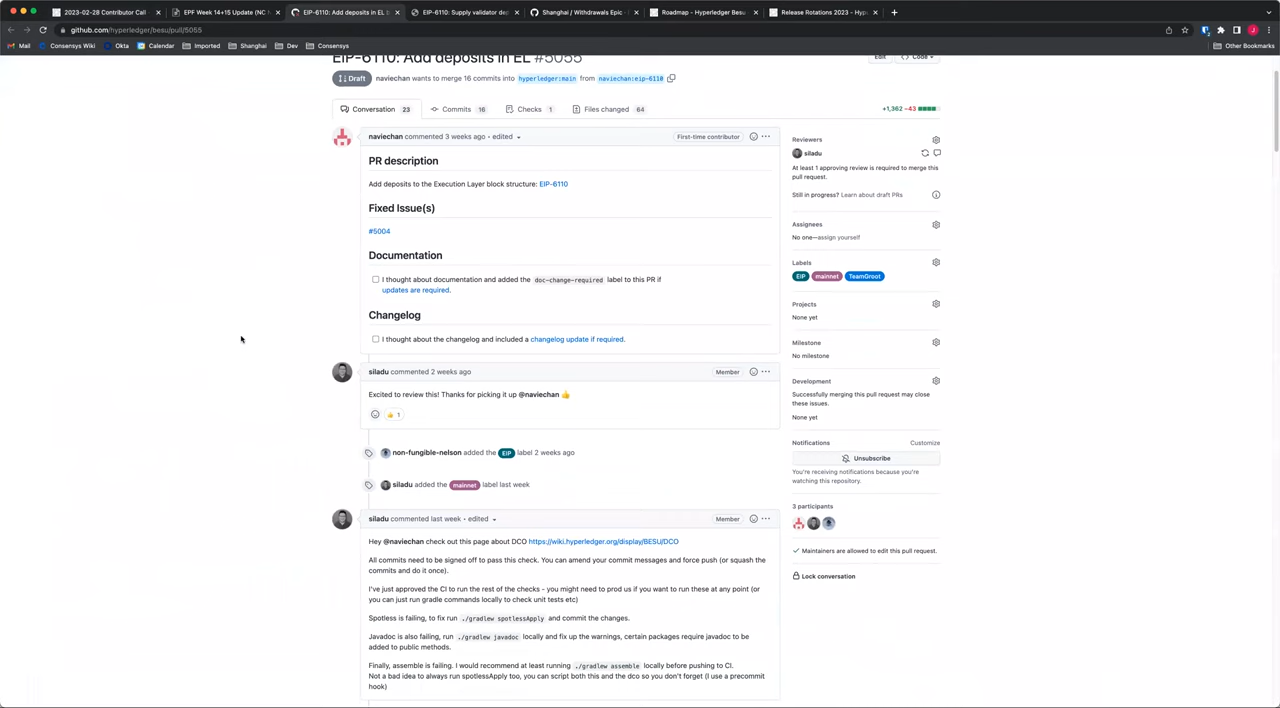 2023-02-28 Contributor Call
EPF Week 14+15 Update (NC
EIP-6110: Add deposits in EL b
EIP-6110: Supply validator dep
Shanghai / Withdrawals Epic ·
Roadmap - Hyperledger Besu
Release Rotations 2023 - Hyp
github.com/hyperledger/besu/pull/5055
Mail
Consensys Wiki
Okta
Calendar
Imported
Shanghai
Dev
Consensys
Other Bookmarks
EIP-6110: Add deposits in EL #5055
Edit
Code
Draft
naviechan wants to merge 16 commits into hyperledger:main from naviechan:eip-6110
Conversation 23
Commits 16
Checks 1
Files changed 64
+1,362 −43
naviechan commented 3 weeks ago • edited
First-time contributor
PR description
Add deposits to the Execution Layer block structure: EIP-6110
Fixed Issue(s)
#5004
Documentation
I thought about documentation and added the doc-change-required label to this PR if
updates are required.
Changelog
I thought about the changelog and included a changelog update if required.
siladu commented 2 weeks ago
Member
Excited to review this! Thanks for picking it up @naviechan 👍
👍 1
non-fungible-nelson added the EIP label 2 weeks ago
siladu added the mainnet label last week
siladu commented last week • edited
Member
Hey @naviechan check out this page about DCO https://wiki.hyperledger.org/display/BESU/DCO
All commits need to be signed off to pass this check. You can amend your commit messages and force push (or squash the
commits and do it once).
I've just approved the CI to run the rest of the checks - you might need to prod us if you want to run these at any point (or
you can just run gradle commands locally to check unit tests etc)
Spotless is failing, to fix run ./gradlew spotlessApply and commit the changes.
Javadoc is also failing, run ./gradlew javadoc locally and fix up the warnings, certain packages require javadoc to be
added to public methods.
Finally, assemble is failing. I would recommend at least running ./gradlew assemble locally before pushing to CI.
Not a bad idea to always run spotlessApply too, you can script both this and the dco so you don't forget (I use a precommit
hook)
Reviewers
siladu
At least 1 approving review is required to merge this
pull request.
Still in progress? Learn about draft PRs
Assignees
No one—assign yourself
Labels
EIP mainnet TeamGroot
Projects
None yet
Milestone
No milestone
Development
Successfully merging this pull request may close
these issues.
None yet
Notifications
Customize
Unsubscribe
You're receiving notifications because you're
watching this repository.
3 participants
Maintainers are allowed to edit this pull request.
Lock conversation